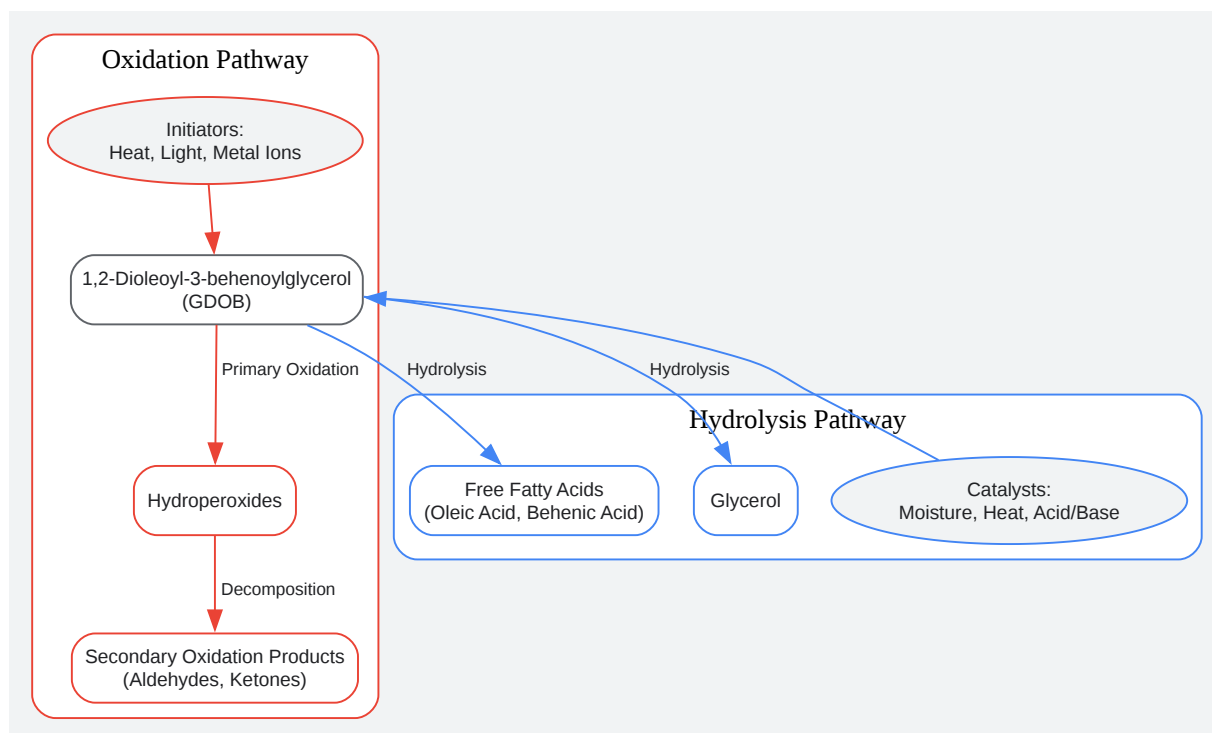 Oxidation Pathway
Initiators:
Heat, Light, Metal Ions
1,2-Dioleoyl-3-behenoylglycerol
(GDOB)
Primary Oxidation
Hydrolysis
Hydrolysis
Hydrolysis Pathway
Hydroperoxides
Free Fatty Acids
(Oleic Acid, Behenic Acid)
Glycerol
Catalysts:
Moisture, Heat, Acid/Base
Decomposition
Secondary Oxidation Products
(Aldehydes, Ketones)